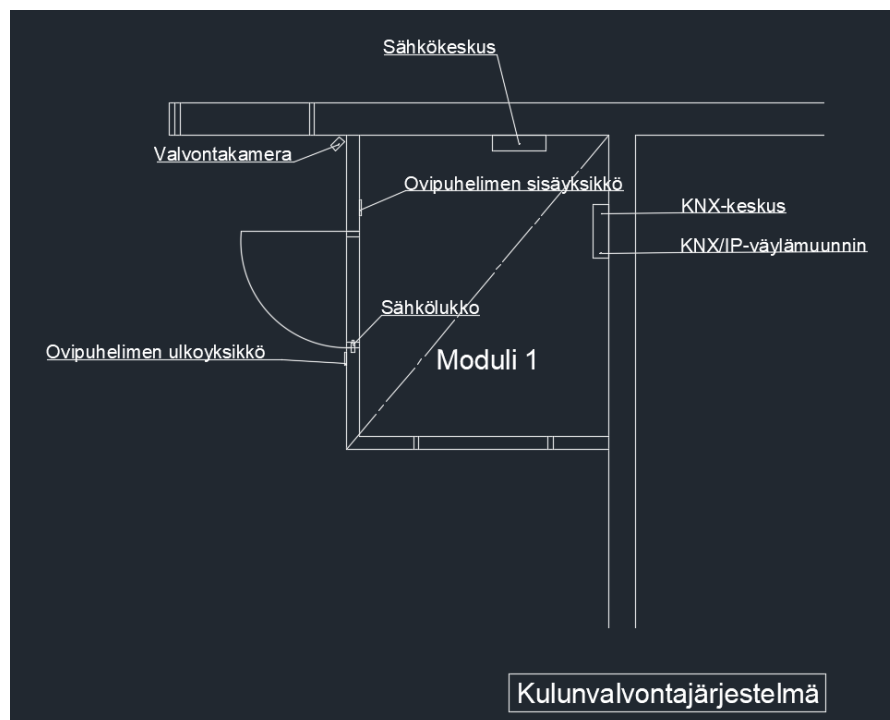 Sähkökeskus
Valvontakamera
Ovipuhelimen sisäyksikkö
KNX-keskus
KNX/IP-väylämuunnin
Sähkölukko
Ovipuhelimen ulkoyksikkö
Moduli 1
Kulunvalvontajärjestelmä